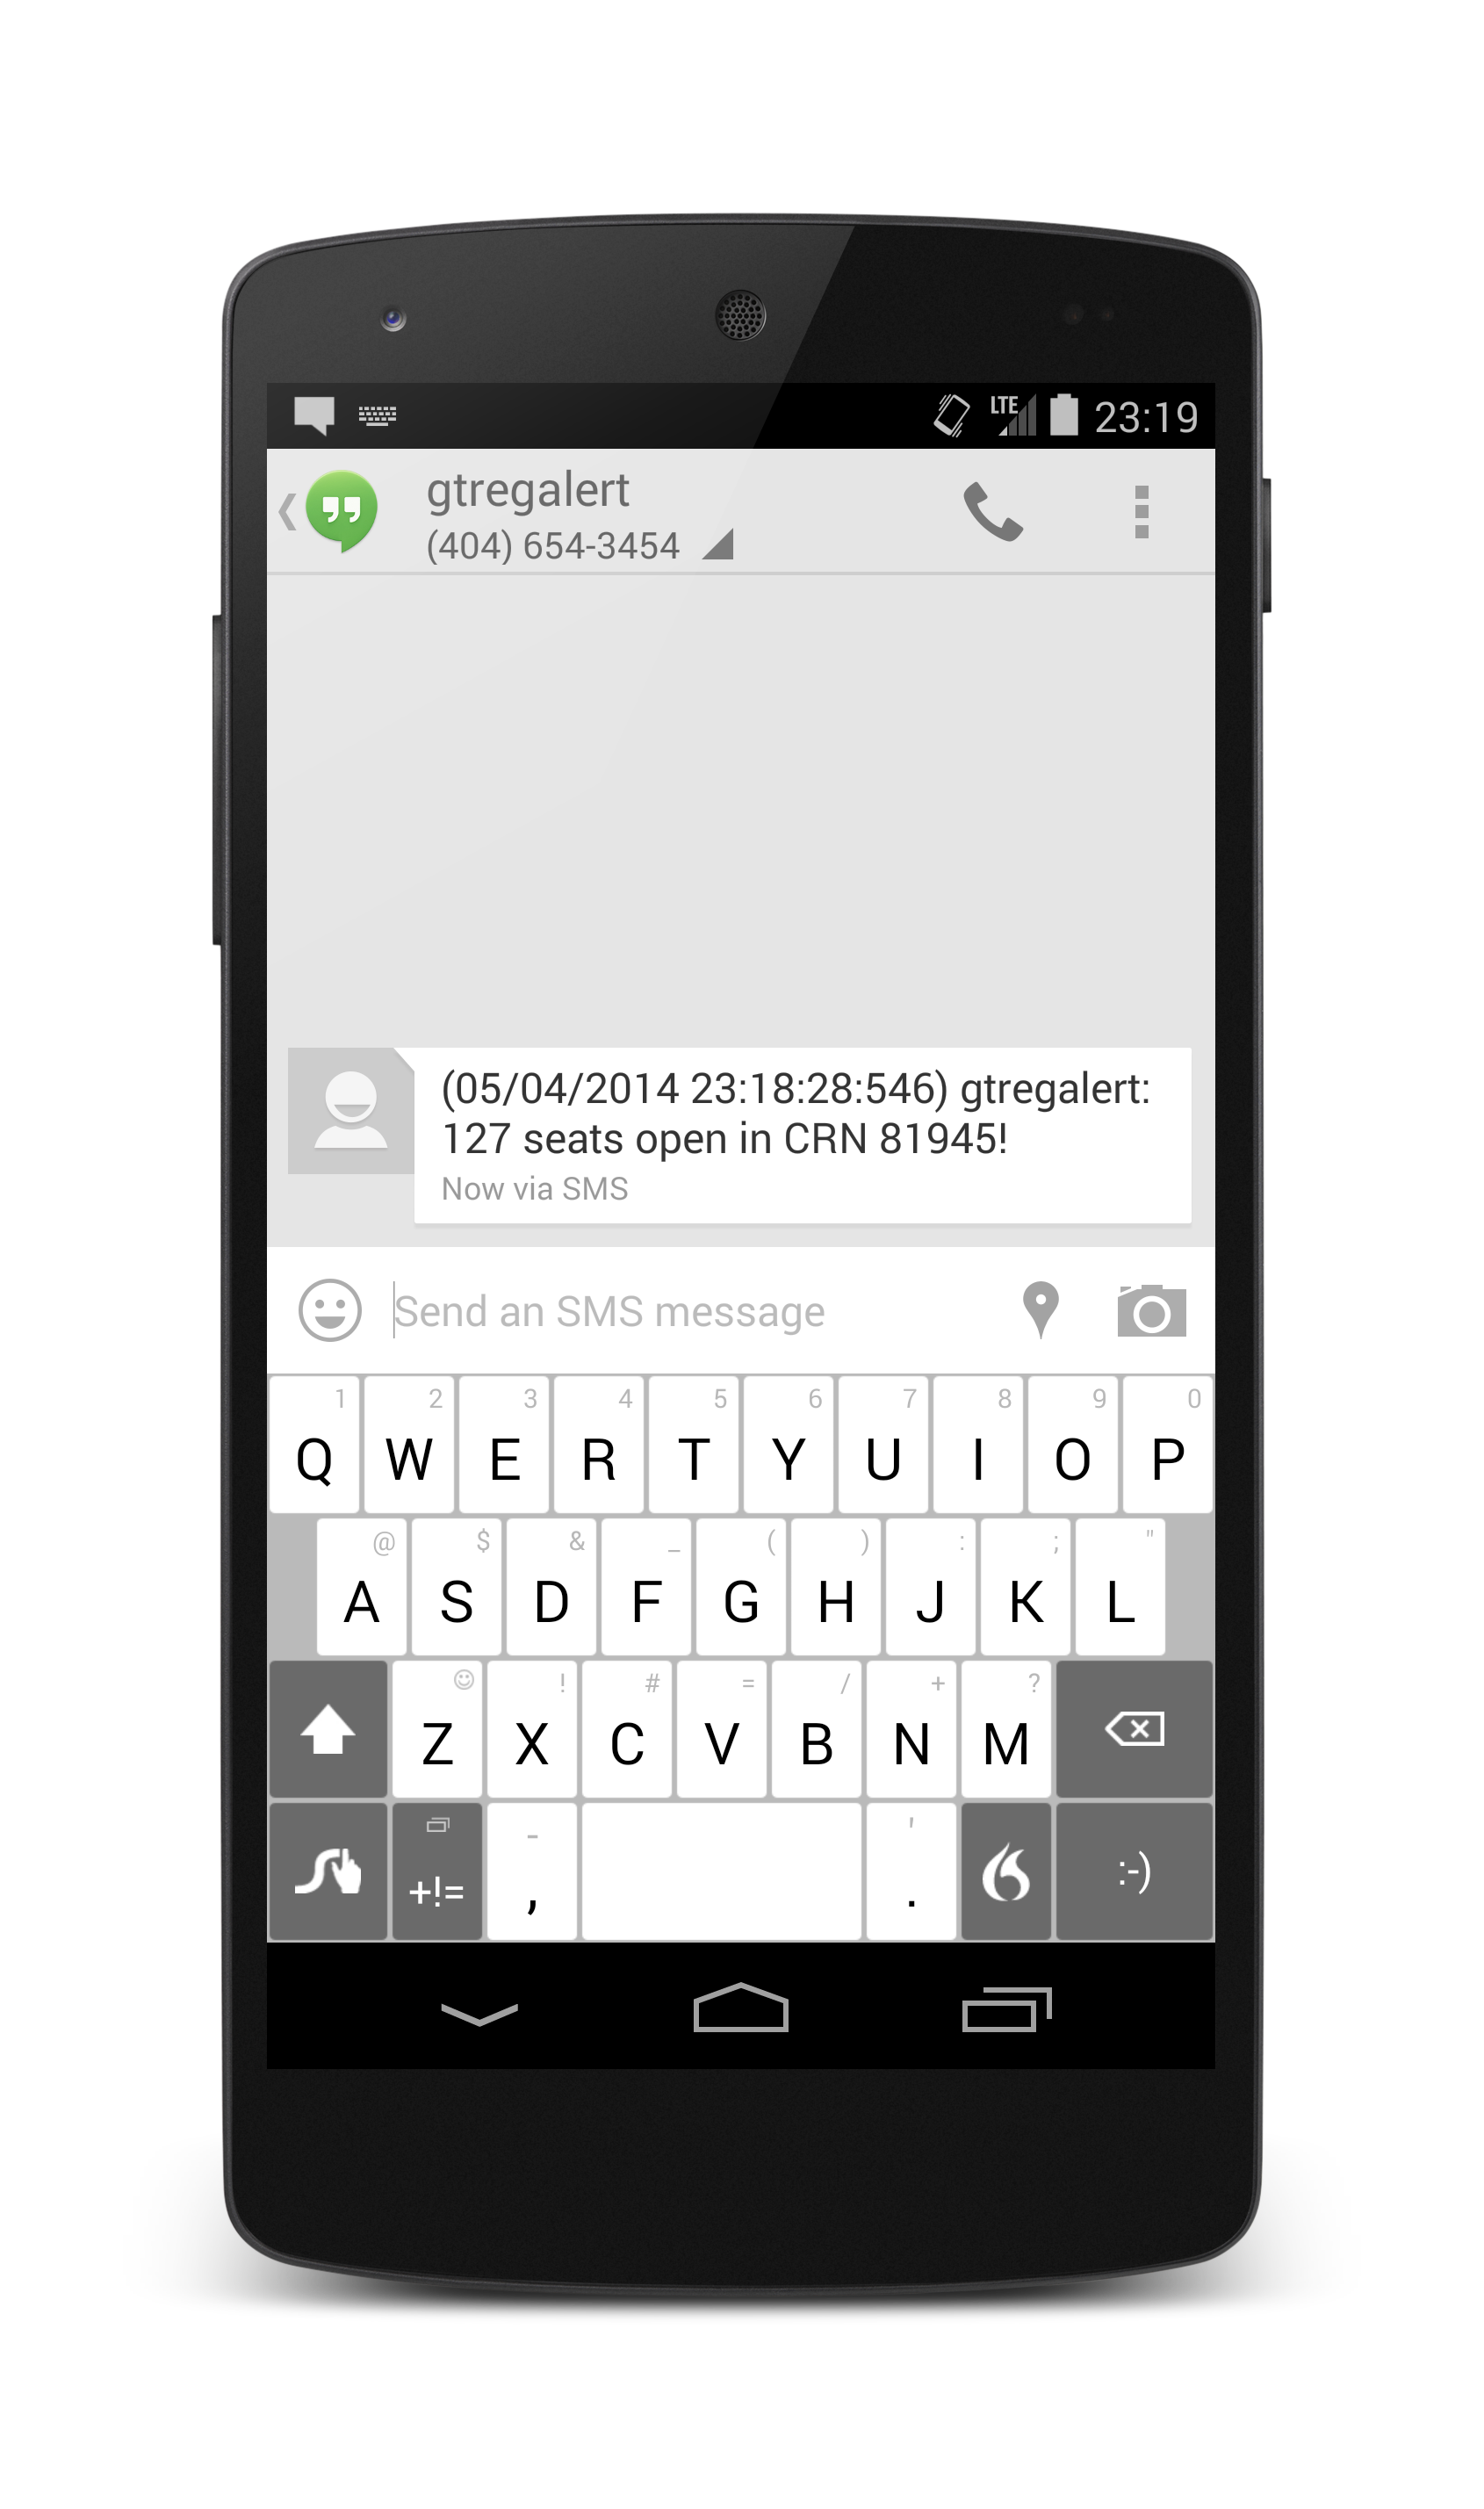 LTE 23:19
gtregalert
(404) 654-3454
(05/04/2014 23:18:28:546) gtregalert:
127 seats open in CRN 81945!
Now via SMS
Send an SMS message
1 2 3 4 5 6 7 8 9 0
Q W E R T Y U I O P
@ $ & _ ( ) : ; "
A S D F G H J K L
! # = / + ?
Z X C V B N M
- '
+!= , . :-)